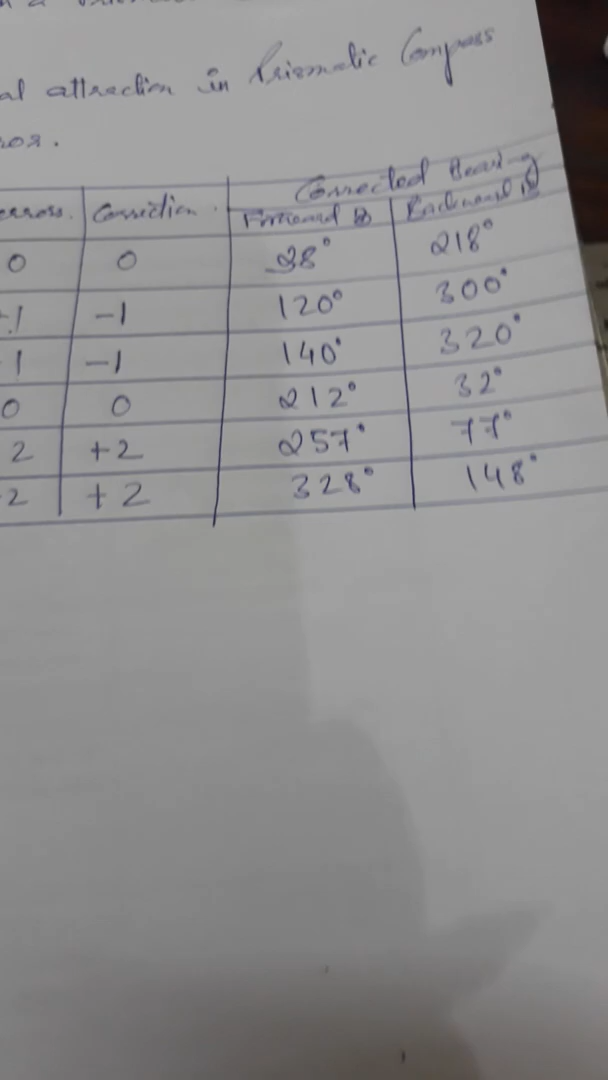 al attraction in Prismatic Compass
Corrected Bearing
error. Correction. Forward B Backward B
0 0 38° 218°
1 -1 120° 300°
1 -1 140° 320°
0 0 212° 32°
2 +2 257° 77°
2 +2 328° 148°